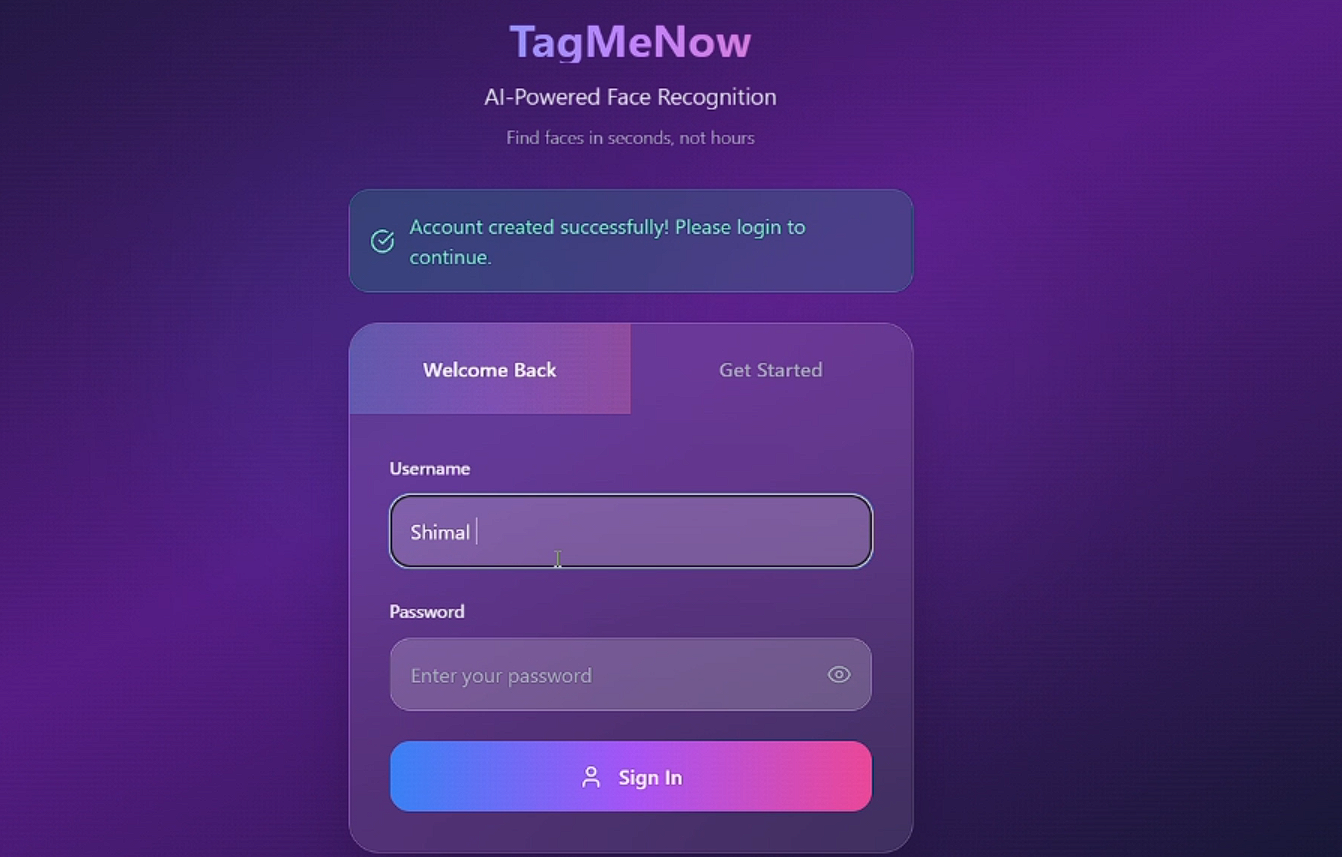 TagMeNow
AI-Powered Face Recognition
Find faces in seconds, not hours
Account created successfully! Please login to
continue.
Welcome Back
Get Started
Username
Shimal
Password
Enter your password
Sign In